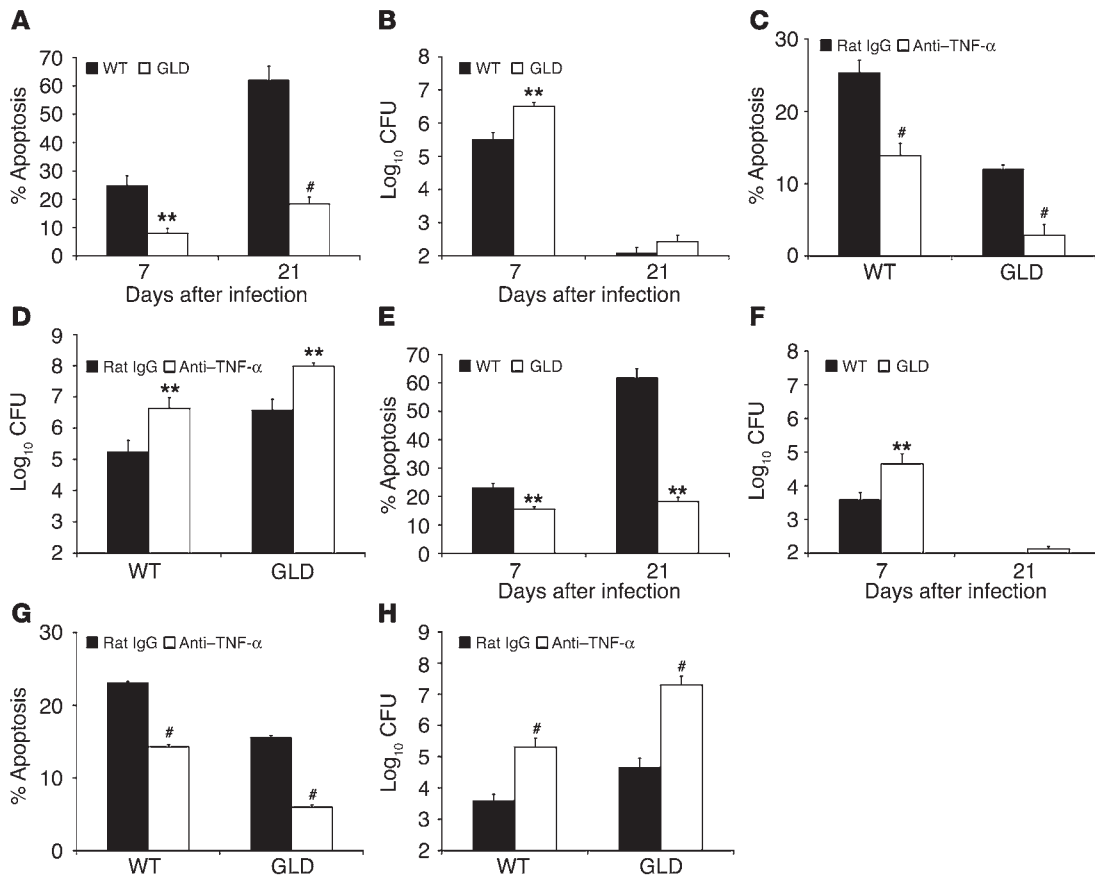 A
% Apoptosis
70
60
50
40
30
20
10
0
WT GLD
**
#
7 21
Days after infection
B
Log10 CFU
8
7
6
5
4
3
2
WT GLD
**
7 21
Days after infection
C
% Apoptosis
30
20
10
0
Rat IgG Anti–TNF-α
#
#
WT GLD
D
Log10 CFU
9
8
7
6
5
4
3
2
Rat IgG Anti–TNF-α
**
**
WT GLD
E
% Apoptosis
70
60
50
40
30
20
10
0
WT GLD
**
**
7 21
Days after infection
F
Log10 CFU
8
7
6
5
4
3
2
WT GLD
**
7 21
Days after infection
G
% Apoptosis
30
20
10
0
Rat IgG Anti–TNF-α
#
#
WT GLD
H
Log10 CFU
9
8
7
6
5
4
3
2
Rat IgG Anti–TNF-α
#
#
WT GLD